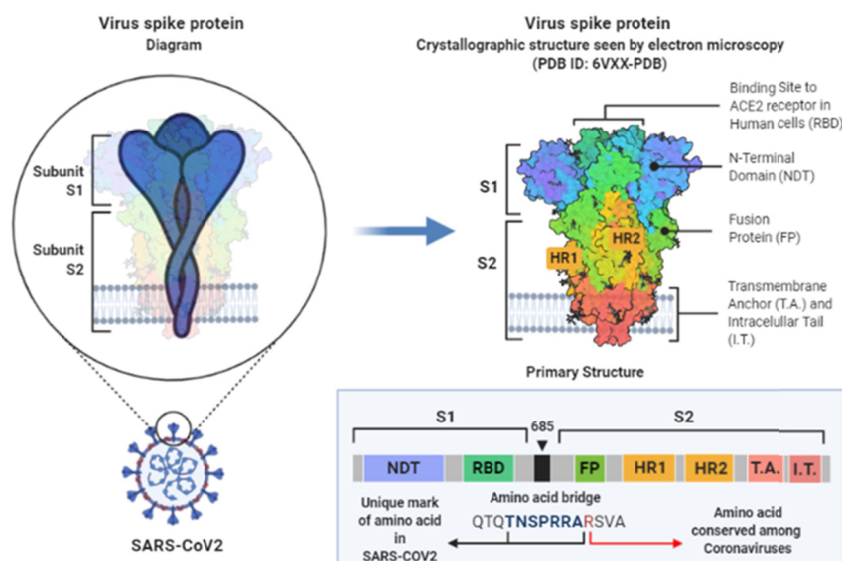 Virus spike protein
Diagram
Subunit
S1
Subunit
S2
SARS-CoV2
Virus spike protein
Crystallographic structure seen by electron microscopy
(PDB ID: 6VXX-PDB)
S1
S2
HR1
HR2
Binding Site to
ACE2 receptor in
Human cells (RBD)
N-Terminal
Domain (NDT)
Fusion
Protein (FP)
Transmembrane
Anchor (T.A.) and
Intracelullar Tail
(I.T.)
Primary Structure
S1
685
S2
NDT
RBD
FP
HR1
HR2
T.A.
I.T.
Unique mark
of amino acid
in
SARS-COV2
Amino acid bridge
QTQTNSPRRARSVA
Amino acid
conserved among
Coronaviruses